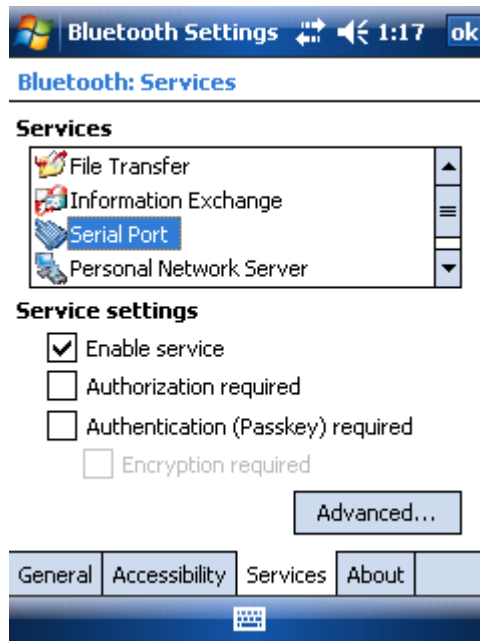 Bluetooth Settings 1:17 ok
Bluetooth: Services
Services
File Transfer
Information Exchange
Serial Port
Personal Network Server
Service settings
Enable service
Authorization required
Authentication (Passkey) required
Encryption required
Advanced...
General Accessibility Services About